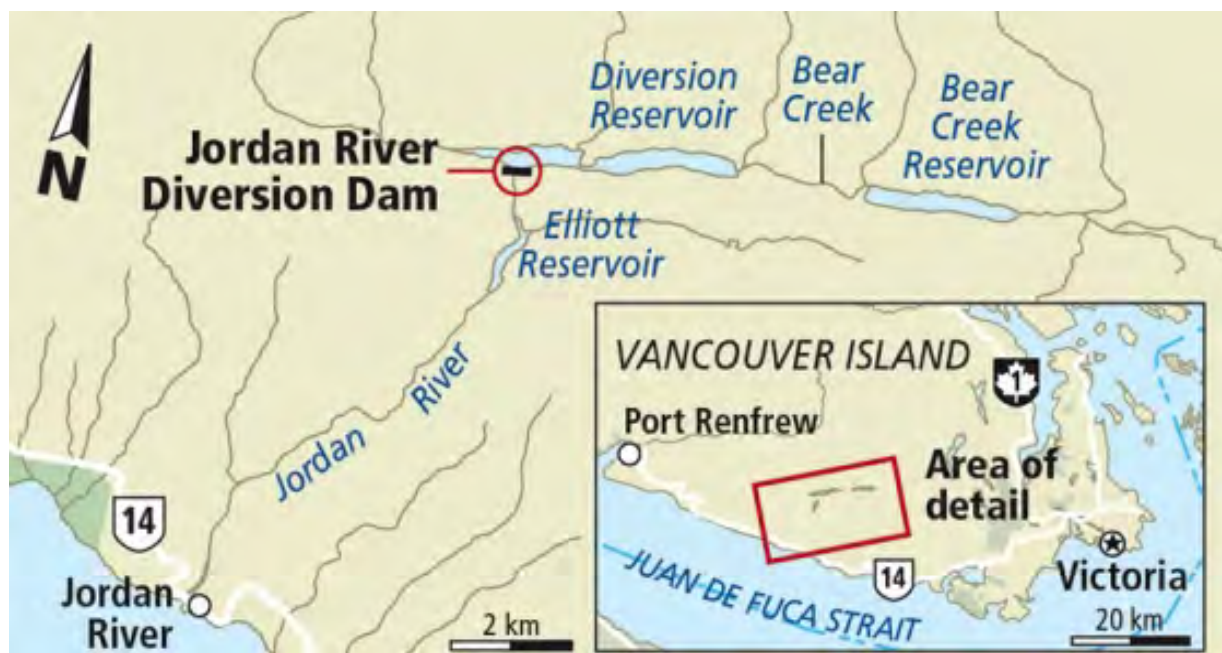 Diversion
Reservoir
Bear
Creek
Bear
Creek
Reservoir
N
Jordan River
Diversion Dam
Elliott
Reservoir
Jordan River
14
Jordan
River
2 km
VANCOUVER ISLAND
1
Port Renfrew
Area of
detail
14
Victoria
JUAN DE FUCA STRAIT
20 km